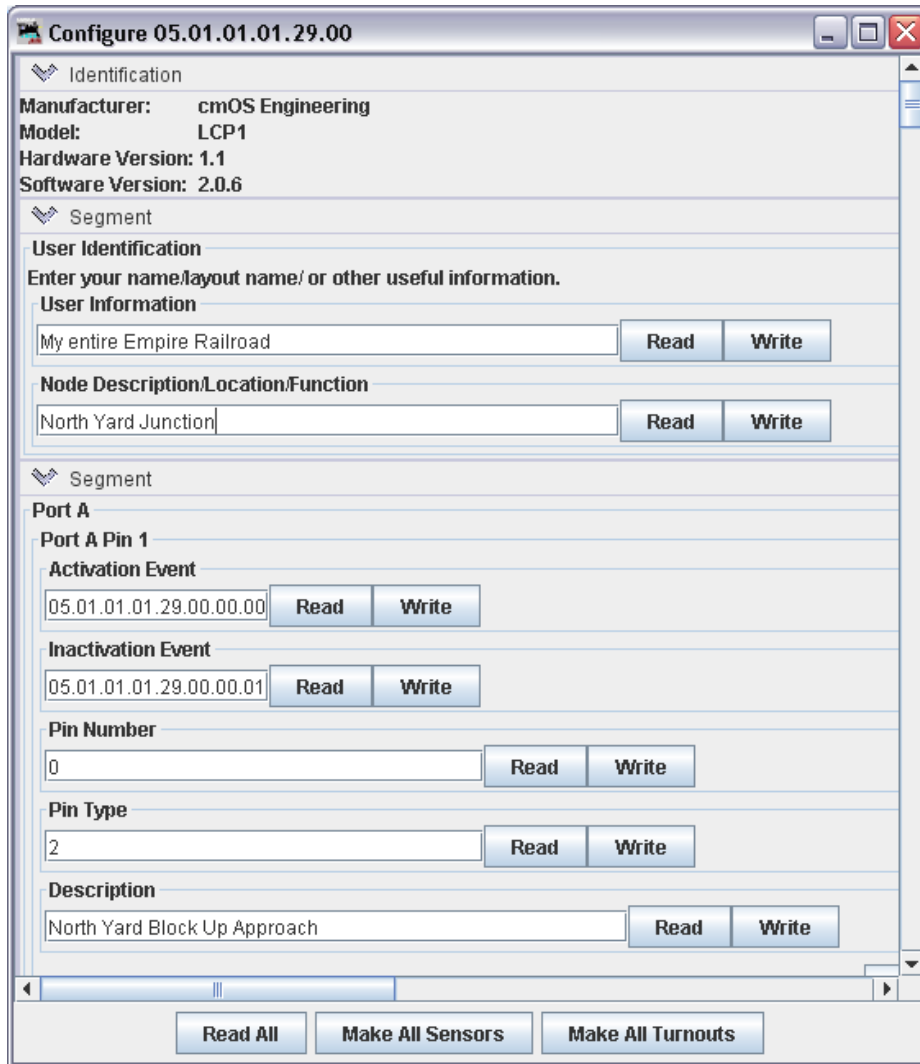 Configure 05.01.01.01.29.00
Identification
Manufacturer: cmOS Engineering
Model: LCP1
Hardware Version: 1.1
Software Version: 2.0.6
Segment
User Identification
Enter your name/layout name/ or other useful information.
User Information
My entire Empire Railroad Read Write
Node Description/Location/Function
North Yard Junction Read Write
Segment
Port A
Port A Pin 1
Activation Event
05.01.01.01.29.00.00.00 Read Write
Inactivation Event
05.01.01.01.29.00.00.01 Read Write
Pin Number
0 Read Write
Pin Type
2 Read Write
Description
North Yard Block Up Approach Read Write
Read All Make All Sensors Make All Turnouts